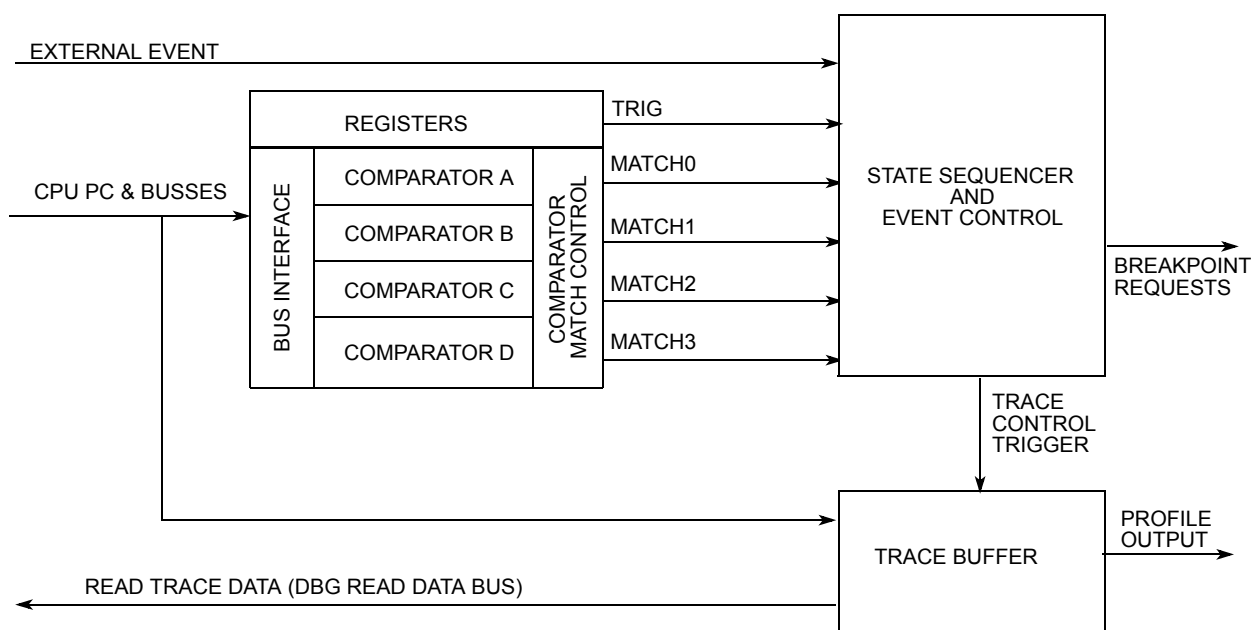 EXTERNAL EVENT
REGISTERS
TRIG
CPU PC & BUSSES
BUS INTERFACE
COMPARATOR A
COMPARATOR B
COMPARATOR C
COMPARATOR D
COMPARATOR
MATCH CONTROL
MATCH0
MATCH1
MATCH2
MATCH3
STATE SEQUENCER
AND
EVENT CONTROL
BREAKPOINT
REQUESTS
TRACE
CONTROL
TRIGGER
TRACE BUFFER
PROFILE
OUTPUT
READ TRACE DATA (DBG READ DATA BUS)